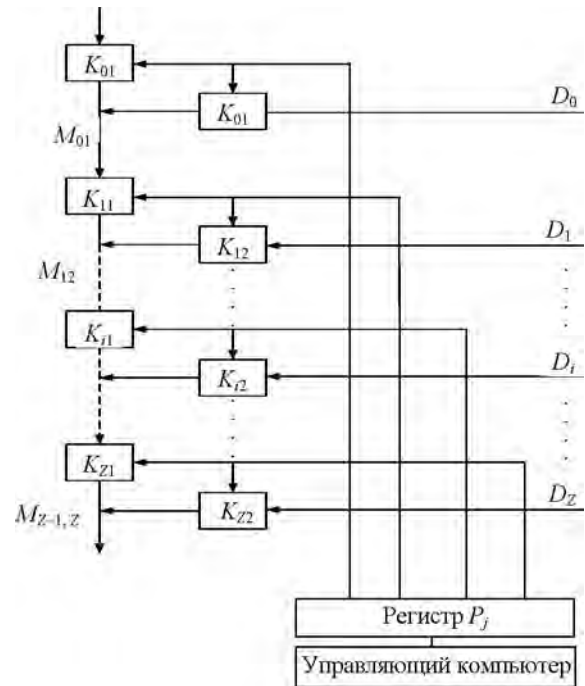 K01
K01
D0
M01
K11
K12
D1
M12
Ki1
Ki2
Di
KZ1
KZ2
DZ
MZ–1, Z
Регистр Pj
Управляющий компьютер